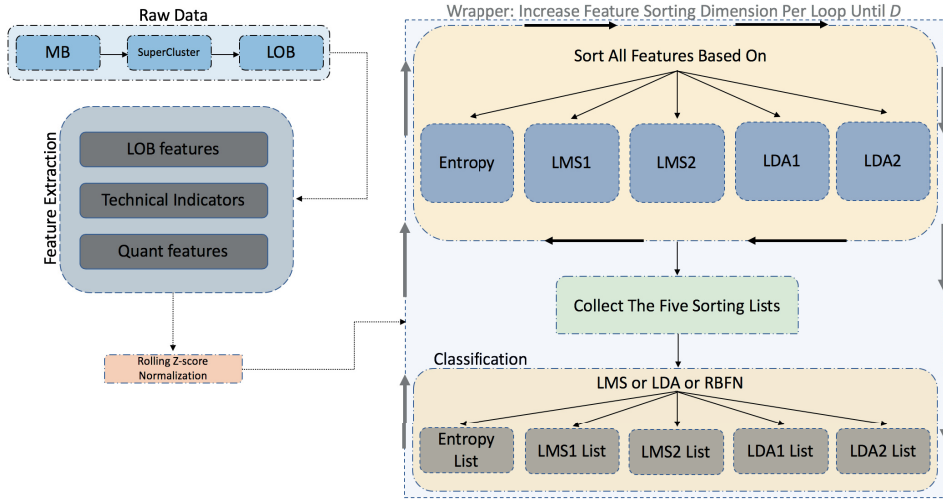 Raw Data
MB
SuperCluster
LOB
Feature Extraction
LOB features
Technical Indicators
Quant features
Rolling Z-score
Normalization
Wrapper: Increase Feature Sorting Dimension Per Loop Until D
Sort All Features Based On
Entropy
LMS1
LMS2
LDA1
LDA2
Collect The Five Sorting Lists
Classification
LMS or LDA or RBFN
Entropy
List
LMS1 List
LMS2 List
LDA1 List
LDA2 List